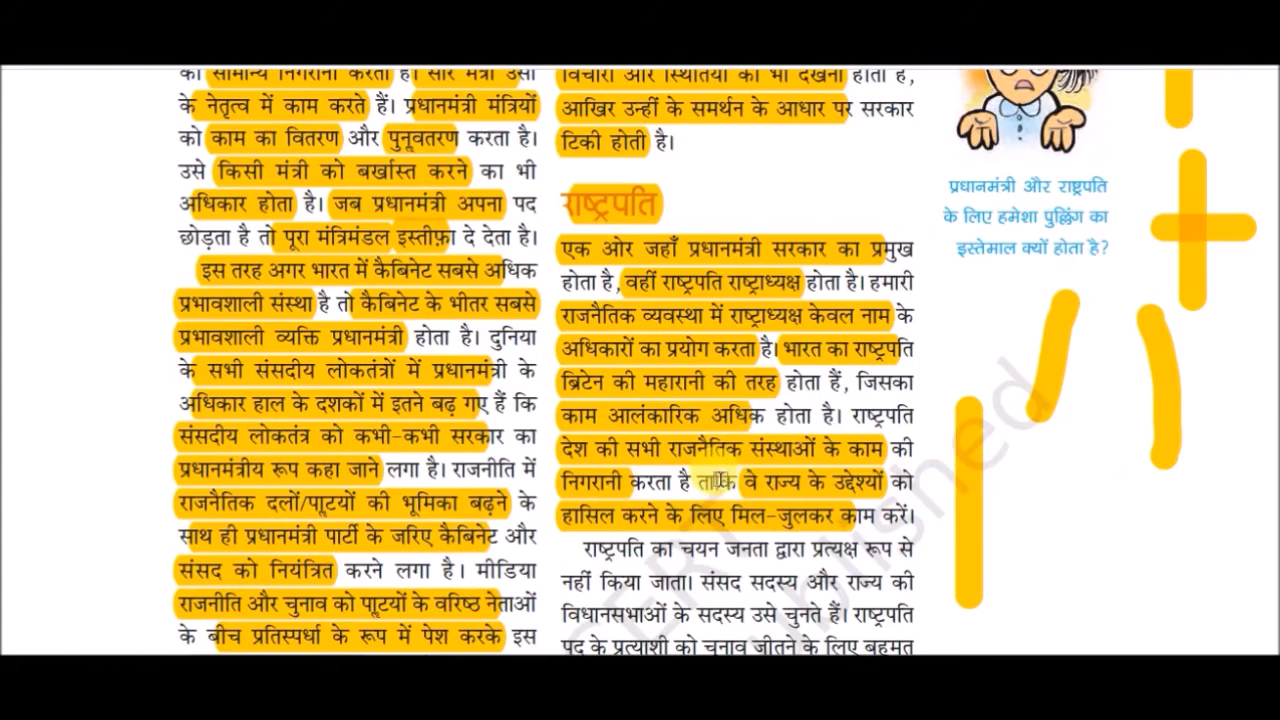 की सामान्य निगरानी करता है। सारे मंत्री उसी
के नेतृत्व में काम करते हैं। प्रधानमंत्री मंत्रियों
को काम का वितरण और पुनूवतरण करता है।
उसे किसी मंत्री को बर्खास्त करने का भी
अधिकार होता है। जब प्रधानमंत्री अपना पद
छोड़ता है तो पूरा मंत्रिमंडल इस्तीफ़ा दे देता है।
इस तरह अगर भारत में कैबिनेट सबसे अधिक
प्रभावशाली संस्था है तो कैबिनेट के भीतर सबसे
प्रभावशाली व्यक्ति प्रधानमंत्री होता है। दुनिया
के सभी संसदीय लोकतंत्रों में प्रधानमंत्री के
अधिकार हाल के दशकों में इतने बढ़ गए हैं कि
संसदीय लोकतंत्र को कभी-कभी सरकार का
प्रधानमंत्रीय रूप कहा जाने लगा है। राजनीति में
राजनैतिक दलों/पाूटयों की भूमिका बढ़ने के
साथ ही प्रधानमंत्री पार्टी के जरिए कैबिनेट और
संसद को नियंत्रित करने लगा है। मीडिया
राजनीति और चुनाव को पाूटयों के वरिष्ठ नेताओं
के बीच प्रतिस्पर्धा के रूप में पेश करके इस
विचारों और स्थितियों को भी देखना होता है,
आखिर उन्हीं के समर्थन के आधार पर सरकार
टिकी होती है।
राष्ट्रपति
एक ओर जहाँ प्रधानमंत्री सरकार का प्रमुख
होता है, वहीं राष्ट्रपति राष्ट्राध्यक्ष होता है। हमारी
राजनैतिक व्यवस्था में राष्ट्राध्यक्ष केवल नाम के
अधिकारों का प्रयोग करता है। भारत का राष्ट्रपति
ब्रिटेन की महारानी की तरह होता हैं, जिसका
काम आलंकारिक अधिक होता है। राष्ट्रपति
देश की सभी राजनैतिक संस्थाओं के काम की
निगरानी करता है ताकि वे राज्य के उद्देश्यों को
हासिल करने के लिए मिल-जुलकर काम करें।
राष्ट्रपति का चयन जनता द्वारा प्रत्यक्ष रूप से
नहीं किया जाता। संसद सदस्य और राज्य की
विधानसभाओं के सदस्य उसे चुनते हैं। राष्ट्रपति
पद के प्रत्याशी को चुनाव जीतने के लिए बहुमत
प्रधानमंत्री और राष्ट्रपति
के लिए हमेशा पुल्लिंग का
इस्तेमाल क्यों होता है?